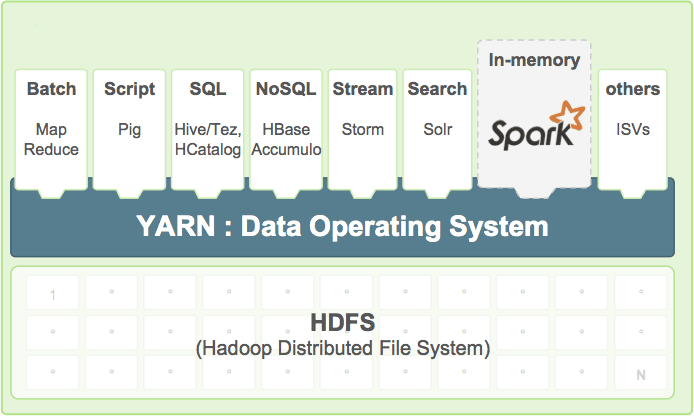 Batch
Map
Reduce
Script
Pig
SQL
Hive/Tez,
HCatalog
NoSQL
HBase
Accumulo
Stream
Storm
Search
Solr
In-memory
Spark
others
ISVs
YARN : Data Operating System
1
HDFS
(Hadoop Distributed File System)
N